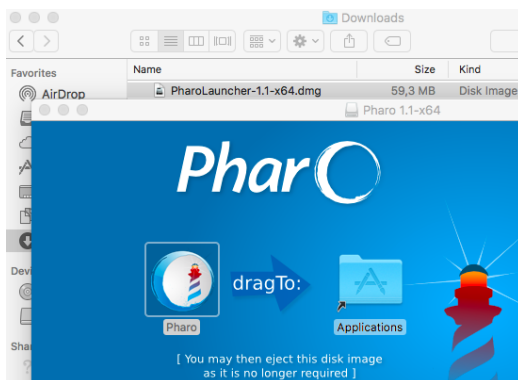 Downloads
Favorites
Name Size Kind
AirDrop
PharoLauncher-1.1-x64.dmg 59,3 MB Disk Image
Pharo 1.1-x64
Pharo
dragTo:
Pharo
Applications
[ You may then eject this disk image
as it is no longer required ]